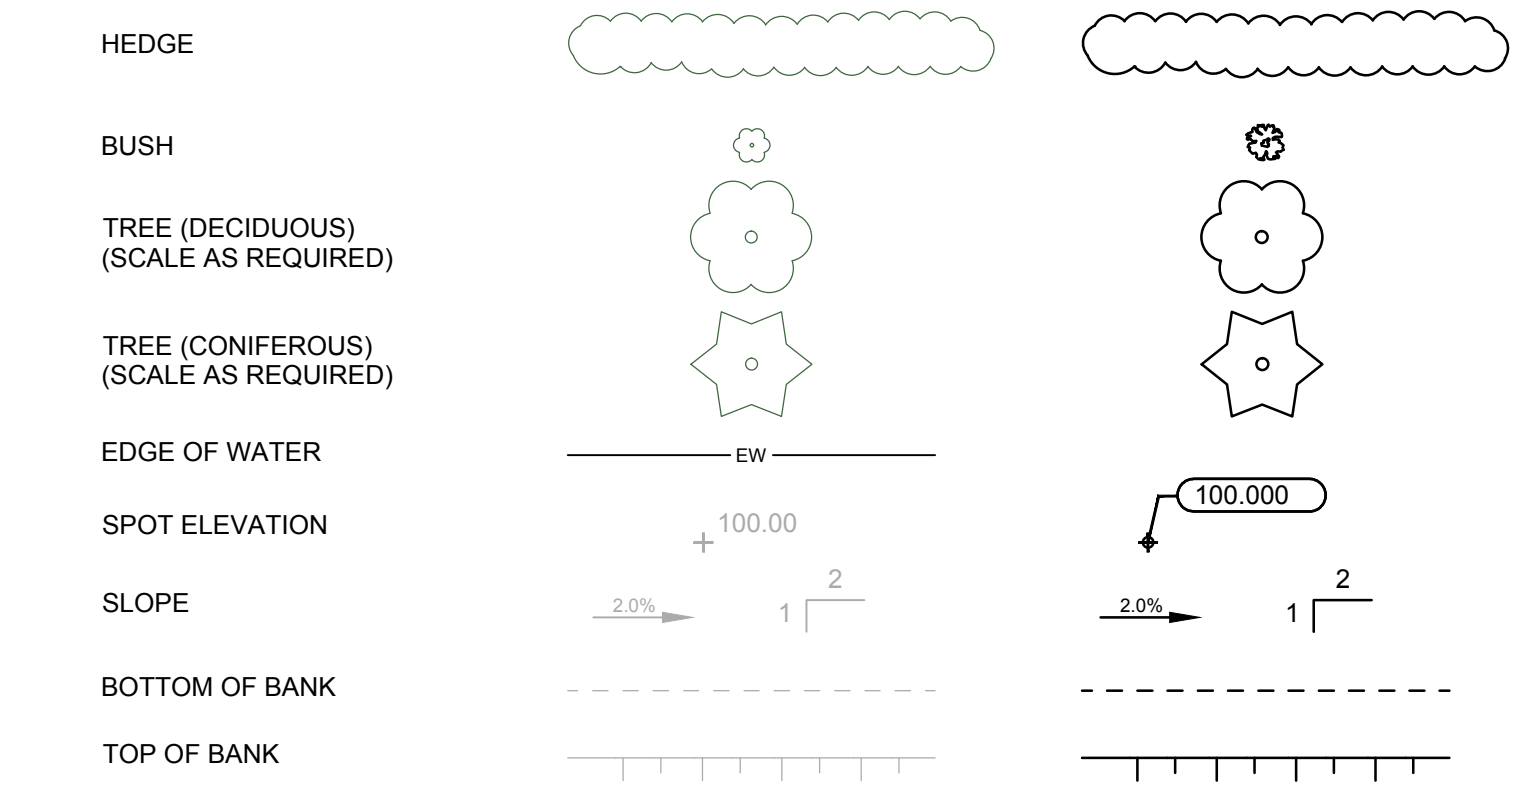 HEDGE
BUSH
TREE (DECIDUOUS)
(SCALE AS REQUIRED)
TREE (CONIFEROUS)
(SCALE AS REQUIRED)
EDGE OF WATER
EW
SPOT ELEVATION
100.00
100.000
SLOPE
2.0%
1
2
2.0%
1
2
BOTTOM OF BANK
TOP OF BANK